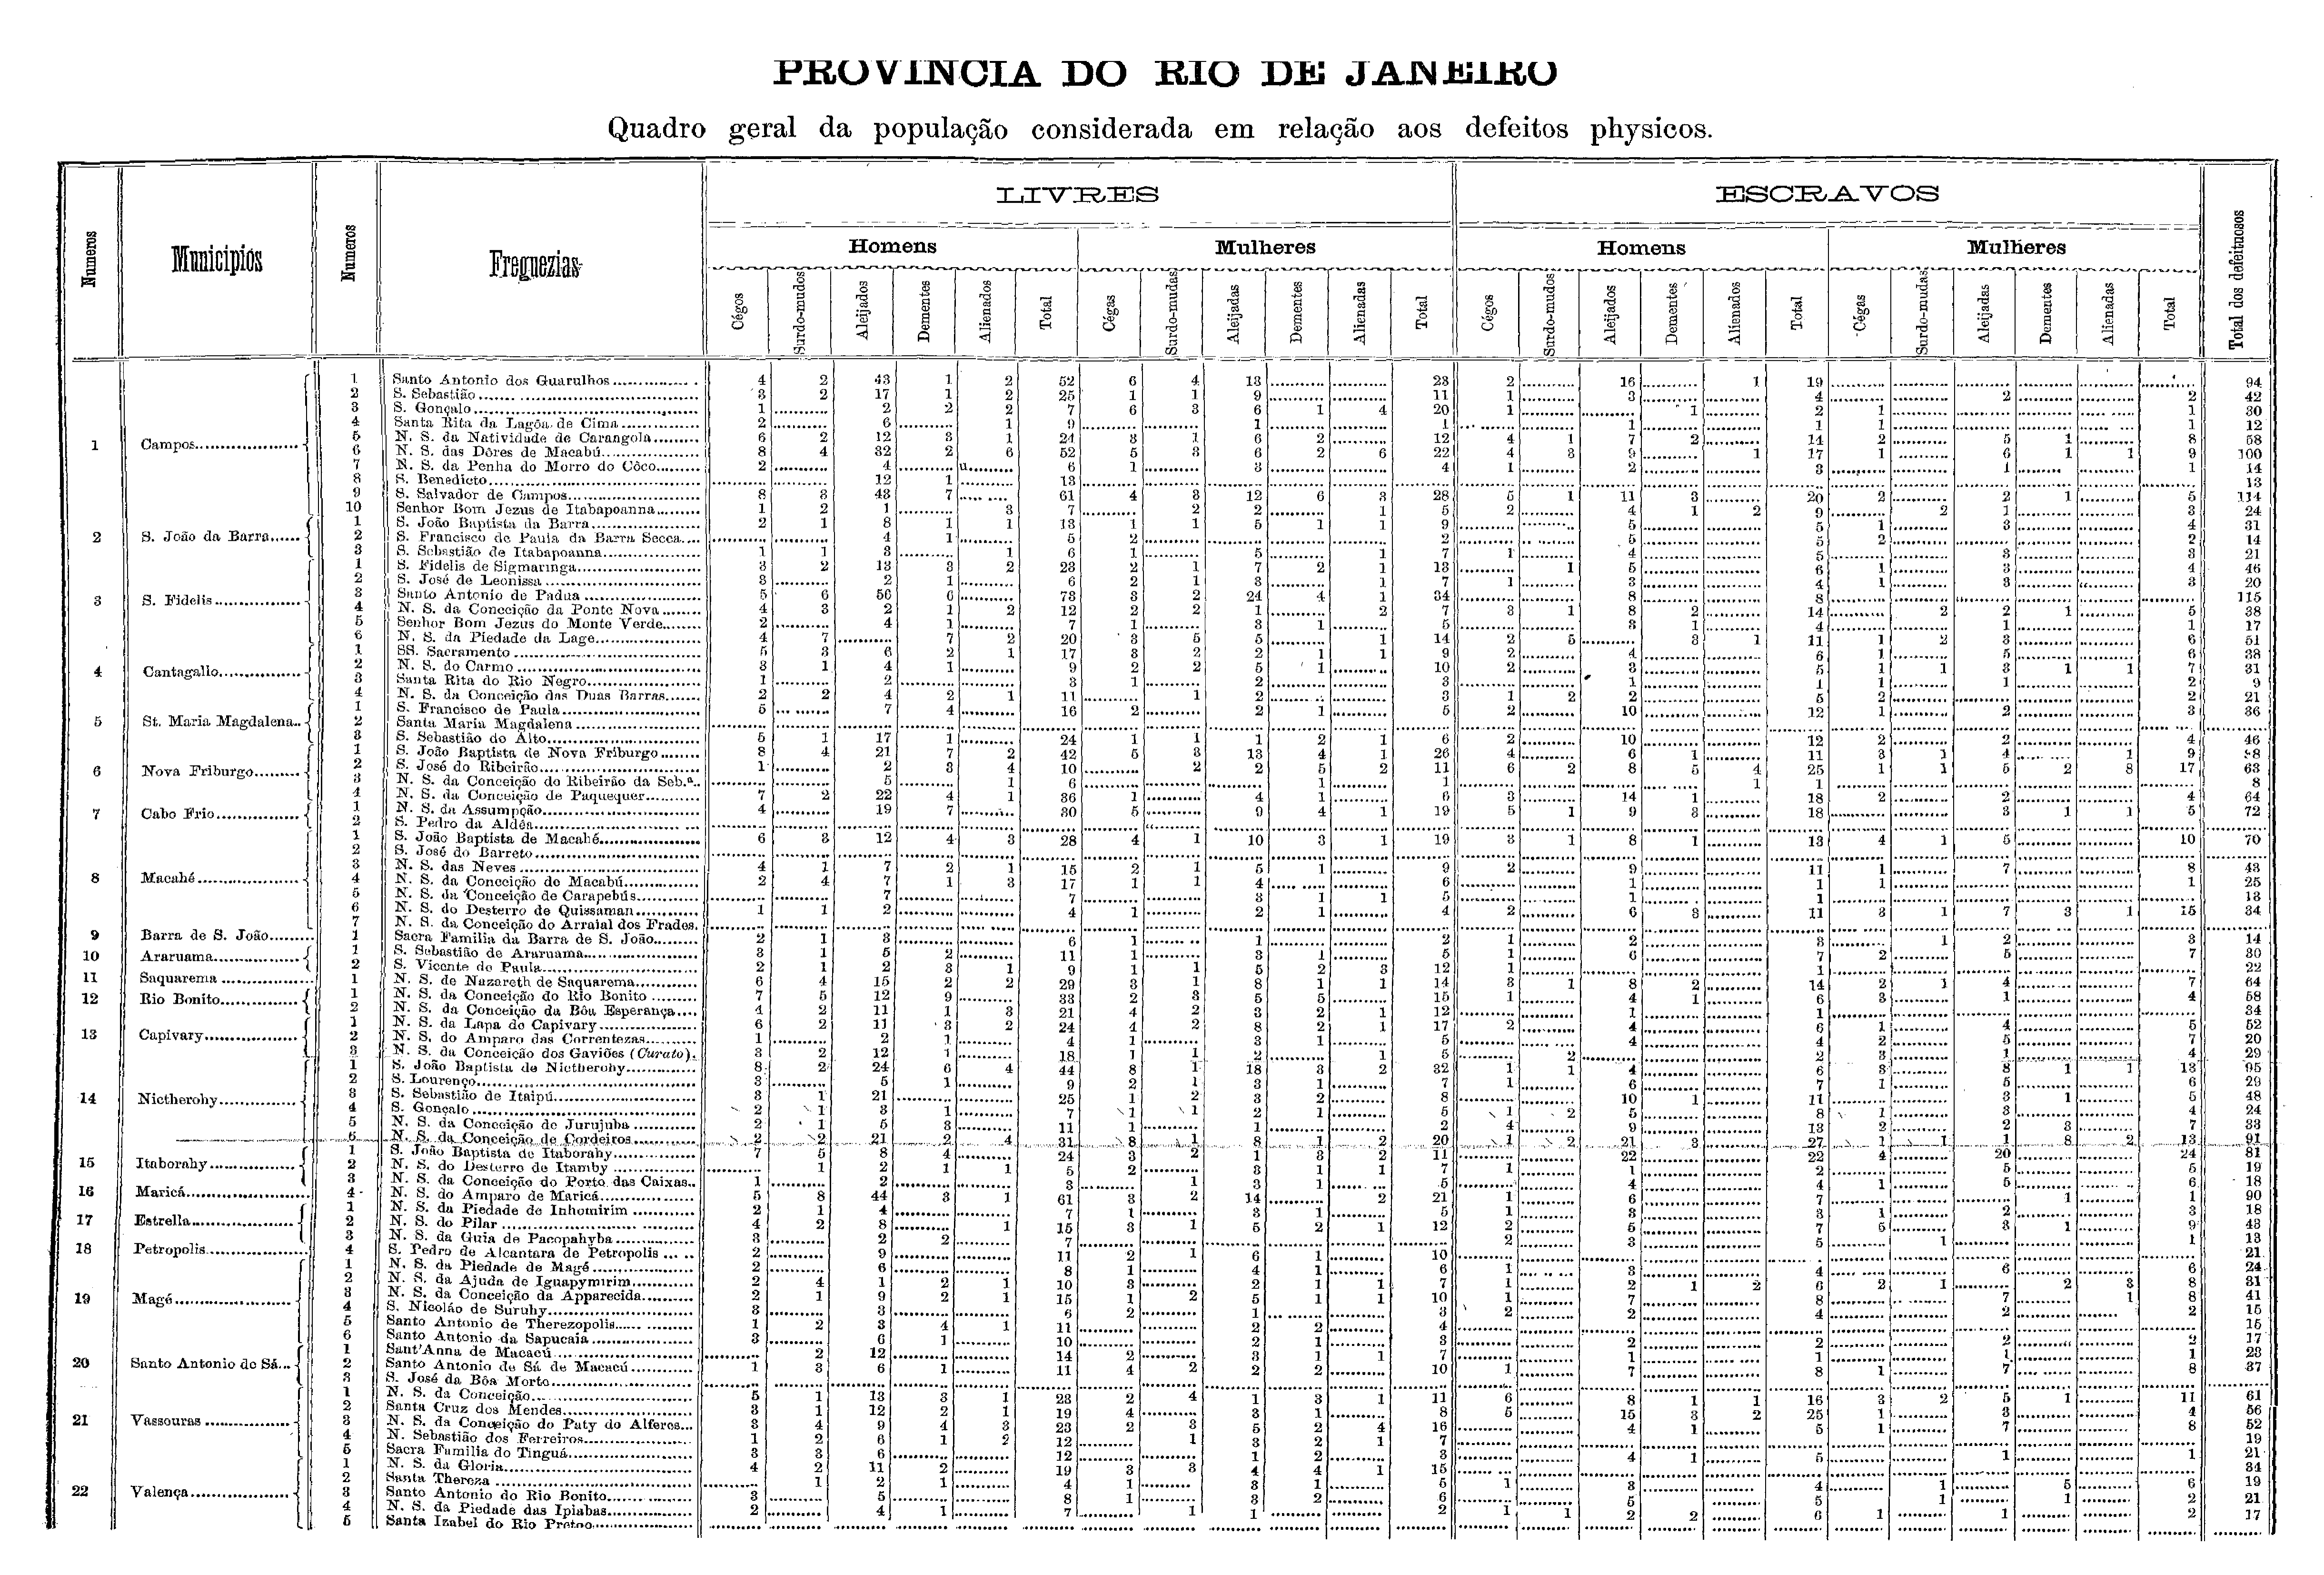 PROVINCIA DO RIO DE JANEIRO
Quadro geral da população considerada em relação aos defeitos physicos.
LIVRES
ESCRAVOS
Homens
Mulheres
Homens
Mulheres
Numeros
Municipios
Numeros
Freguezias
Cégos
Surdo-mudos
Aleijados
Dementes
Alienados
Total
Cégas
Surdo-mudas
Aleijadas
Dementes
Alienadas
Total
Cégos
Surdo-mudos
Aleijados
Dementes
Alienados
Total
Cégas
Surdo-mudas
Aleijadas
Dementes
Alienadas
Total
Total dos defeituosos
1 Santo Antonio dos Guarulhos 4 2 43 1 2 52 6 4 13 23 2 16 1 19 94
2 S. Sebastião 3 2 17 1 2 25 1 1 9 11 1 3 4 2 2 42
3 S. Gonçalo 1 2 2 2 7 6 3 6 1 4 20 1 1 2 1 1 30
4 Santa Rita da Lagôa de Cima 2 6 1 9 1 1 1 1 1 1 12
1 Campos 5 N. S. da Natividade de Carangola 6 2 12 3 1 24 3 1 6 2 12 4 1 7 2 14 2 5 1 8 58
6 N. S. das Dôres de Macabú 8 4 32 2 6 52 5 3 6 2 6 22 4 3 9 1 17 1 6 1 1 9 100
7 N. S. da Penha do Morro do Côco 2 4 6 1 3 4 1 2 3 1 1 14
8 S. Benedicto 12 1 13 13
9 S. Salvador de Campos 8 3 43 7 61 4 3 12 6 3 28 5 1 11 3 20 2 2 1 5 114
10 Senhor Bom Jezus de Itabapoanna 1 2 1 3 7 2 2 1 5 2 4 1 2 9 2 1 3 24
1 S. João Baptista da Barra 2 1 8 1 1 13 1 1 5 1 1 9 5 5 1 3 4 31
2 S. João da Barra 2 S. Francisco de Paula da Barra Secca 4 1 5 2 2 5 5 2 2 14
3 S. Sebastião de Itabapoanna 1 1 3 1 6 1 5 1 7 1 4 5 3 3 21
1 S. Fidelis de Sigmaringa 3 2 13 3 2 23 2 1 7 2 1 13 1 5 6 1 3 4 46
2 S. José de Leonissa 3 2 1 6 2 1 3 1 7 1 3 4 1 3 3 20
3 S. Fidelis 3 Santo Antonio de Padua 5 6 56 6 73 3 2 24 4 1 34 8 8 115
4 N. S. da Conceição da Ponte Nova 4 3 2 1 2 12 2 2 1 2 7 3 1 8 2 14 2 2 1 5 38
5 Senhor Bom Jezus do Monte Verde 2 4 1 7 1 3 1 5 3 1 4 1 1 17
6 N. S. da Piedade da Lage 4 7 7 2 20 3 5 5 1 14 2 5 3 1 11 1 2 3 6 51
1 SS. Sacramento 5 3 6 2 1 17 3 2 2 1 1 9 2 4 6 1 5 6 38
4 Cantagallo 2 N. S. do Carmo 3 1 4 1 9 2 2 5 1 10 2 3 5 1 1 3 1 1 7 31
3 Santa Rita do Rio Negro 1 2 3 1 2 3 1 1 1 1 2 9
4 N. S. da Conceição das Duas Barras 2 2 4 2 1 11 1 2 3 1 2 2 5 2 2 21
1 S. Francisco de Paula 5 7 4 16 2 2 1 5 2 10 12 1 2 3 36
5 St. Maria Magdalena 2 Santa Maria Magdalena
3 S. Sebastião do Alto 5 1 17 1 24 1 1 1 2 1 6 2 10 12 2 2 4 46
1 S. João Baptista de Nova Friburgo 8 4 21 7 2 42 5 3 13 4 1 26 4 6 1 11 3 1 4 1 9
6 Nova Friburgo 2 S. José do Ribeirão 1 2 3 4 10 2 2 5 2 11 6 2 8 5 4 25 1 1 5 2 8 17 63
3 N. S. da Conceição do Ribeirão da Seb.ª 5 1 6 1 1 1 1 8
4 N. S. da Conceição de Paquequer 7 2 22 4 1 36 1 4 1 6 3 14 1 18 2 2 4 64
7 Cabo Frio 1 N. S. da Assumpção 4 19 7 30 5 9 4 1 19 5 1 9 3 18 3 1 1 5 72
2 S. Pedro da Aldêa
1 S. João Baptista de Macahé 6 3 12 4 3 28 4 1 10 3 1 19 3 1 8 1 13 4 1 5 10 70
2 S. José do Barreto
3 N. S. das Neves 4 1 7 2 1 15 2 1 5 1 9 2 9 11 1 7 8 43
8 Macahé 4 N. S. da Conceição de Macabú 2 4 7 1 3 17 1 1 4 6 1 1 1 1 25
5 N. S. da Conceição de Carapebús 7 7 3 1 1 5 1 1 13
6 N. S. do Desterro de Quissaman 1 1 2 4 1 2 1 4 2 6 3 11 3 1 7 3 1 15 34
7 N. S. da Conceição do Arraial dos Frades
9 Barra de S. João 1 Sacra Familia da Barra de S. João 2 1 3 6 1 1 2 1 2 3 1 2 3 14
10 Araruama 1 S. Sebastião de Araruama 3 1 5 2 11 1 3 1 5 1 6 7 2 5 7 30
2 S. Vicente de Paula 2 1 2 3 1 9 1 1 5 2 3 12 1 1 22
11 Saquarema 1 N. S. de Nazareth de Saquarema 6 4 15 2 2 29 3 1 8 1 1 14 3 1 8 2 14 2 1 4 7 64
12 Rio Bonito 1 N. S. da Conceição do Rio Bonito 7 5 12 9 33 2 3 5 5 15 1 4 1 6 3 1 4 58
2 N. S. da Conceição da Bôa Esperança 4 2 11 1 3 21 4 2 3 2 1 12 1 1 34
1 N. S. da Lapa do Capivary 6 2 11 3 2 24 4 2 8 2 1 17 2 4 6 1 4 5 52
13 Capivary 2 N. S. do Amparo das Correntezas 1 2 1 4 1 3 1 5 4 4 2 5 7 20
3 N. S. da Conceição dos Gaviões (Curato) 3 2 12 1 18 1 1 2 1 5 2 2 3 1 4 29
1 S. João Baptista de Nictherohy 8 2 24 6 4 44 8 1 18 3 2 32 1 1 4 6 3 8 1 1 13 95
2 S. Lourenço 3 5 1 9 2 1 3 1 7 1 6 7 1 5 6 29
14 Nictherohy 3 S. Sebastião de Itaipú 3 1 21 25 1 2 3 2 8 10 1 11 3 1 5 48
4 S. Gonçalo 2 1 3 1 7 1 1 2 1 5 1 2 5 8 1 3 4 24
5 N. S. da Conceição de Jurujuba 2 1 5 3 11 1 1 2 4 9 13 2 2 3 7 33
6 N. S. da Conceição de Cordeiros 2 2 21 2 4 31 8 1 8 1 2 20 1 2 21 3 27 1 1 1 8 2 13 91
1 S. João Baptista de Itaborahy 7 5 8 4 24 3 2 1 3 2 11 22 22 4 20 24 81
15 Itaborahy 2 N. S. do Desterro de Itamby 1 2 1 1 5 2 3 1 1 7 1 1 2 5 5 19
3 N. S. da Conceição do Porto das Caixas 1 2 3 1 3 1 5 4 4 1 5 6 18
16 Maricá 4 N. S. do Amparo de Maricá 5 8 44 3 1 61 3 2 14 2 21 1 6 7 1 1 90
1 N. S. da Piedade de Inhomirim 2 1 4 7 1 3 1 5 1 3 3 1 2 3 18
17 Estrella 2 N. S. do Pilar 4 2 8 1 15 3 1 5 2 1 12 2 5 7 5 3 1 9 43
3 N. S. da Guia de Pacopahyba 3 2 2 7 2 3 5 1 1 13
18 Petropolis 4 S. Pedro de Alcantara de Petropolis 2 9 11 2 1 6 1 10 21
1 N. S. da Piedade de Magé 2 6 8 1 4 1 6 1 3 4 6 6 24
2 N. S. da Ajuda de Iguapymirim 2 4 1 2 1 10 3 2 1 1 7 1 2 1 2 6 2 1 2 3 8 31
19 Magé 3 N. S. da Conceição da Apparecida 2 1 9 2 1 15 1 2 5 1 1 10 1 7 8 7 1 8 41
4 S. Nicoláo de Suruhy 3 3 6 2 1 3 2 2 4 2 2 15
5 Santo Antonio de Therezopolis 1 2 3 4 1 11 2 2 4 15
6 Santo Antonio da Sapucaia 3 6 1 10 2 1 3 2 2 2 2 17
1 Sant'Anna de Macacú 2 12 14 2 3 1 1 7 1 1 1 1 23
20 Santo Antonio de Sá 2 Santo Antonio de Sá de Macacú 1 3 6 1 11 4 2 2 2 10 1 7 8 1 7 8 37
3 S. José da Bôa Morto
1 N. S. da Conceição 5 1 13 3 1 23 2 4 1 3 1 11 6 8 1 1 16 3 2 5 1 11 61
2 Santa Cruz dos Mendes 3 1 12 2 1 19 4 3 1 8 5 15 3 2 25 1 3 4 56
21 Vassouras 3 N. S. da Conceição do Paty do Alferes 3 4 9 4 3 23 2 3 5 2 4 16 4 1 5 1 7 8 52
4 N. Sebastião dos Ferreiros 1 2 6 1 2 12 1 3 2 1 7 19
5 Sacra Familia do Tinguá 3 3 6 12 1 2 3 4 1 5 1 1 21
1 N. S. da Gloria 4 2 11 2 19 3 3 4 4 1 15 34
2 Santa Thereza 1 2 1 4 1 3 1 5 1 3 4 1 5 6 19
22 Valença 3 Santo Antonio do Rio Bonito 3 5 8 1 3 2 6 5 5 1 1 2 21
4 N. S. da Piedade das Ipiabas 2 4 1 7 1 1 2 1 1 2 2 6 1 1 2 17
5 Santa Izabel do Rio Preto